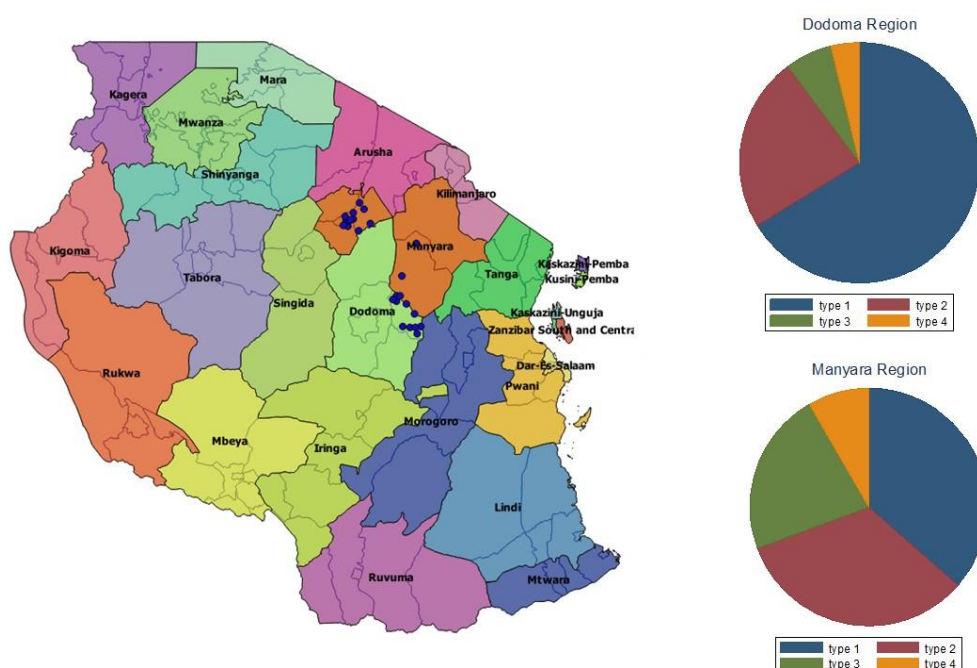 Dodoma Region
Mara
Kagera
Mwanza
Arusha
Shinyanga
Kilimanjaro
Kigoma
Manyara
Kaskazini-Pemba
Tanga
Kusini-Pemba
Tabora
Singida
Dodoma
Kaskazini-Unguja
Zanzibar South and Centra
Rukwa
Dar-Es-Salaam
Pwani
Mbeya
Iringa
Morogoro
Lindi
Ruvuma
Mtwara
type 1 type 2
type 3 type 4
Manyara Region
type 1 type 2
type 3 type 4